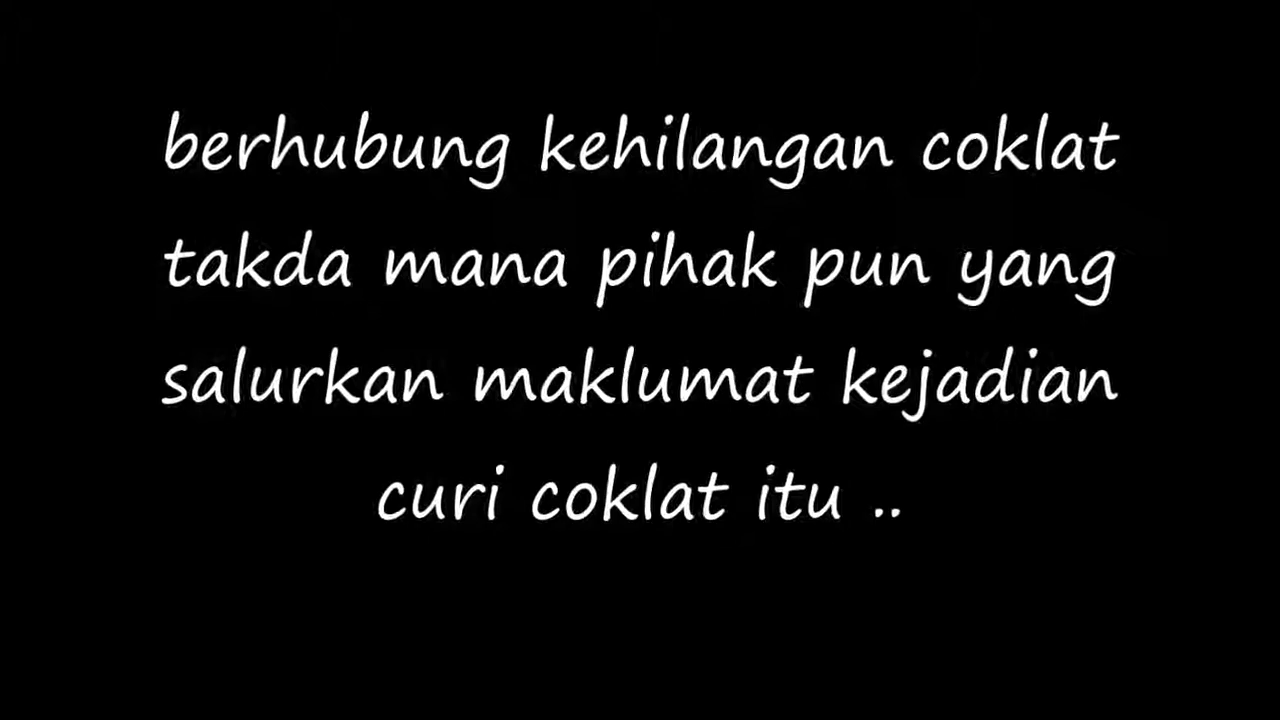 berhubung kehilangan coklat
takda mana pihak pun yang
salurkan maklumat kejadian
curi coklat itu ..